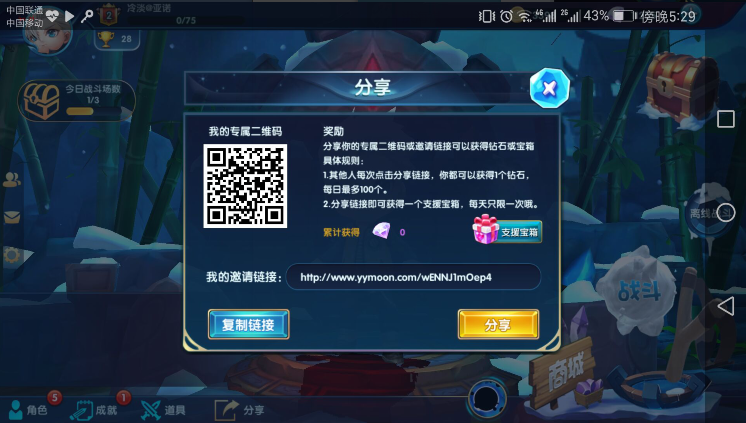 中国联通
中国移动
43%
傍晚5:29
2
冷淡@亚诺
0/75
28
今日战斗场数
1/3
分享
我的专属二维码
奖励
分享你的专属二维码或邀请链接可以获得钻石或宝箱
具体规则：
1.其他人每次点击分享链接，你都可以获得1个钻石，
每日最多100个。
2.分享链接即可获得一个支援宝箱，每天只限一次哦。
累计获得
0
支援宝箱
我的邀请链接：
http://www.yymoon.com/wENNJ1mOep4
复制链接
分享
离线战斗
战斗
商城
角色
5
成就
1
道具
分享